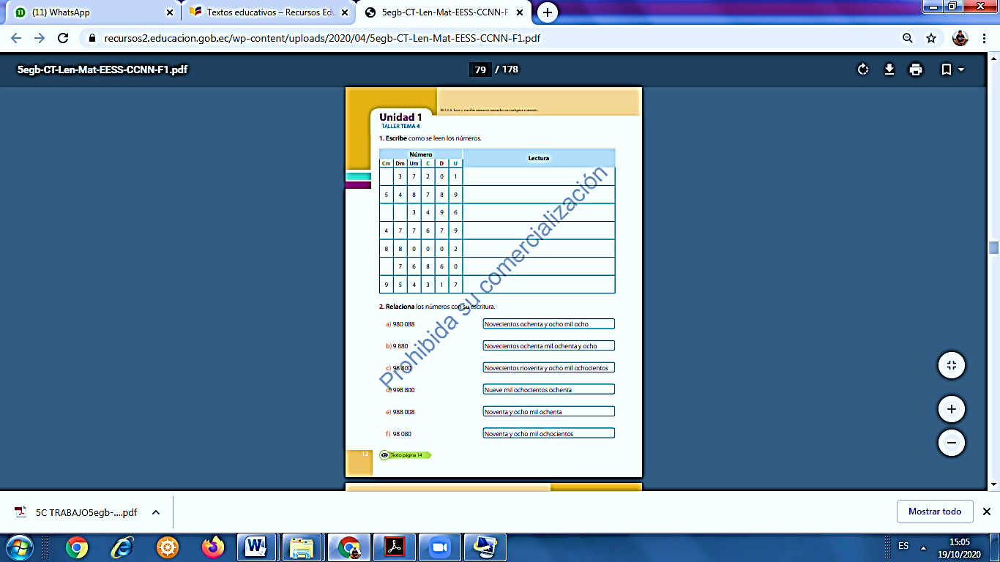 (11) WhatsApp
Textos educativos – Recursos Edu
5egb-CT-Len-Mat-EESS-CCNN-F
recursos2.educacion.gob.ec/wp-content/uploads/2020/04/5egb-CT-Len-Mat-EESS-CCNN-F1.pdf
5egb-CT-Len-Mat-EESS-CCNN-F1.pdf
79 / 178
M.3.1.4. Leer y escribir números naturales en cualquier contexto.
Unidad 1
TALLER TEMA 4
1. Escribe como se leen los números.
Número Lectura
Cm Dm Um C D U
3 7 2 0 1
5 4 8 7 8 9
3 4 9 6
4 7 7 6 7 9
8 8 0 0 0 2
7 6 8 6 0
9 5 4 3 1 7
Prohibida su comercialización
2. Relaciona los números con su escritura.
a) 980 088 Novecientos ochenta y ocho mil ocho
b) 9 880 Novecientos ochenta mil ochenta y ocho
c) 98 800 Novecientos noventa y ocho mil ochocientos
d) 998 800 Nueve mil ochocientos ochenta
e) 988 008 Noventa y ocho mil ochenta
f) 98 080 Noventa y ocho mil ochocientos
12 Texto página 14
5C TRABAJO5egb-....pdf
Mostrar todo
ES
15:05
19/10/2020